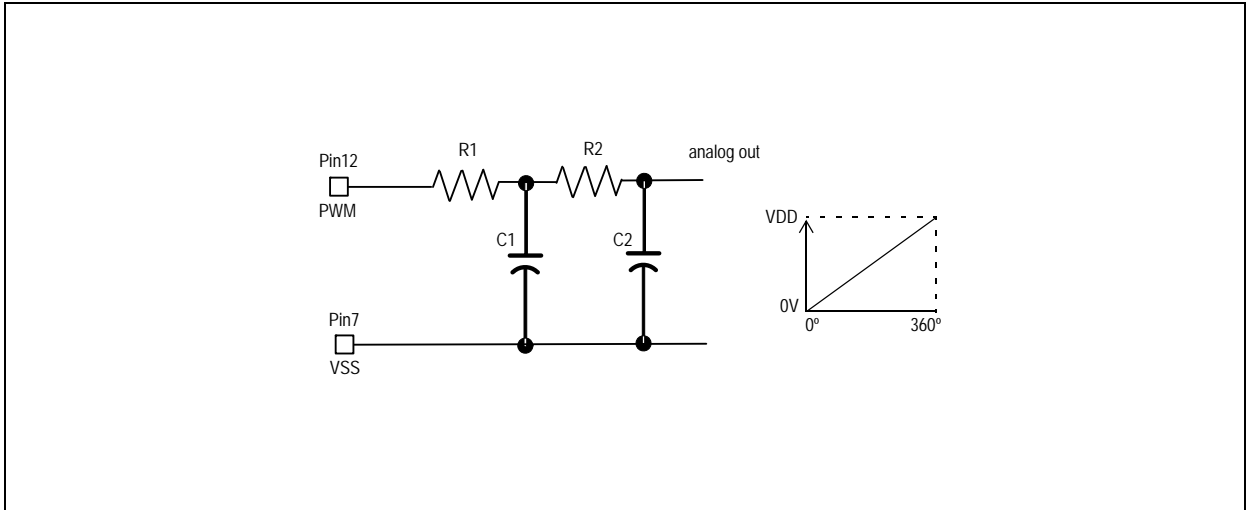 R1
R2
analog out
Pin12
PWM
C1
C2
VDD
0V
0º
360º
Pin7
VSS